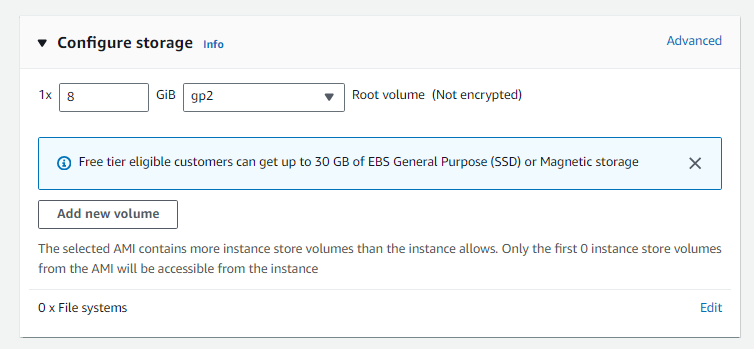 Configure storage Info Advanced
1x 8 GiB gp2 Root volume (Not encrypted)
Free tier eligible customers can get up to 30 GB of EBS General Purpose (SSD) or Magnetic storage
Add new volume
The selected AMI contains more instance store volumes than the instance allows. Only the first 0 instance store volumes
from the AMI will be accessible from the instance
0 x File systems Edit